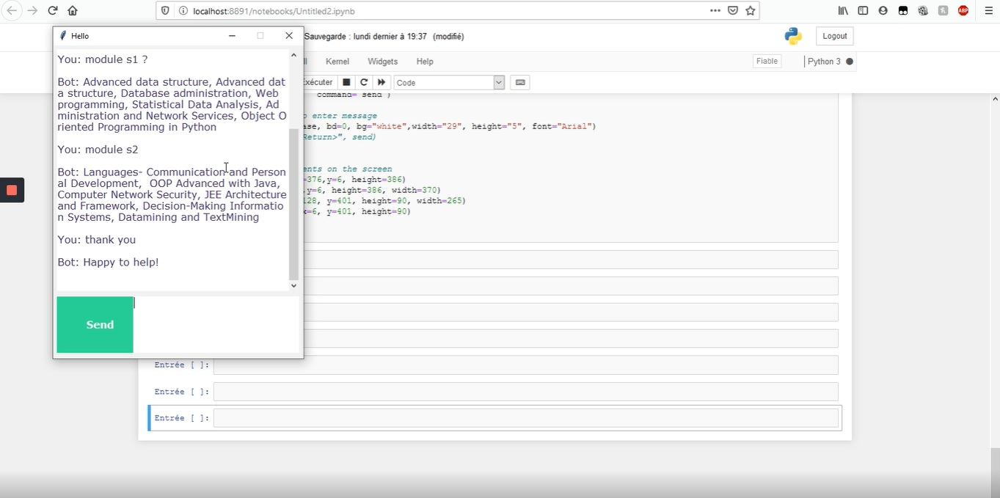 localhost:8891/notebooks/Untitled2.ipynb
ABP
Hello
Sauvegarde : lundi dernier à 19:37 (modifié)
Logout
Kernel Widgets Help
Fiable
Python 3
Exécuter
Code
You: module s1 ?
Bot: Advanced data structure, Advanced dat
a structure, Database administration, Web
programming, Statistical Data Analysis, Ad
ministration and Network Services, Object O
riented Programming in Python
You: module s2
Bot: Languages- Communication and Person
al Development, OOP Advanced with Java,
Computer Network Security, JEE Architecture
and Framework, Decision-Making Informatio
n Systems, Datamining and TextMining
You: thank you
Bot: Happy to help!
Send
command= send )
o enter message
ase, bd=0, bg="white",width="29", height="5", font="Arial")
Return>", send)
ents on the screen
=376,y=6, height=386)
,y=6, height=386, width=370)
128, y=401, height=90, width=265)
x=6, y=401, height=90)
Entrée [ ]:
Entrée [ ]:
Entrée [ ]: